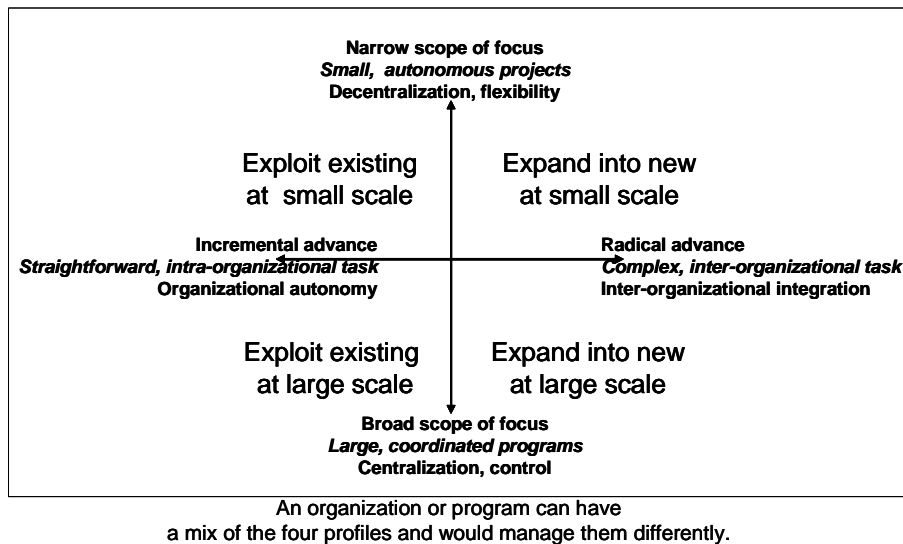 Narrow scope of focus
Small, autonomous projects
Decentralization, flexibility
Exploit existing
at small scale
Expand into new
at small scale
Incremental advance
Straightforward, intra-organizational task
Organizational autonomy
Radical advance
Complex, inter-organizational task
Inter-organizational integration
Exploit existing
at large scale
Expand into new
at large scale
Broad scope of focus
Large, coordinated programs
Centralization, control
An organization or program can have
a mix of the four profiles and would manage them differently.